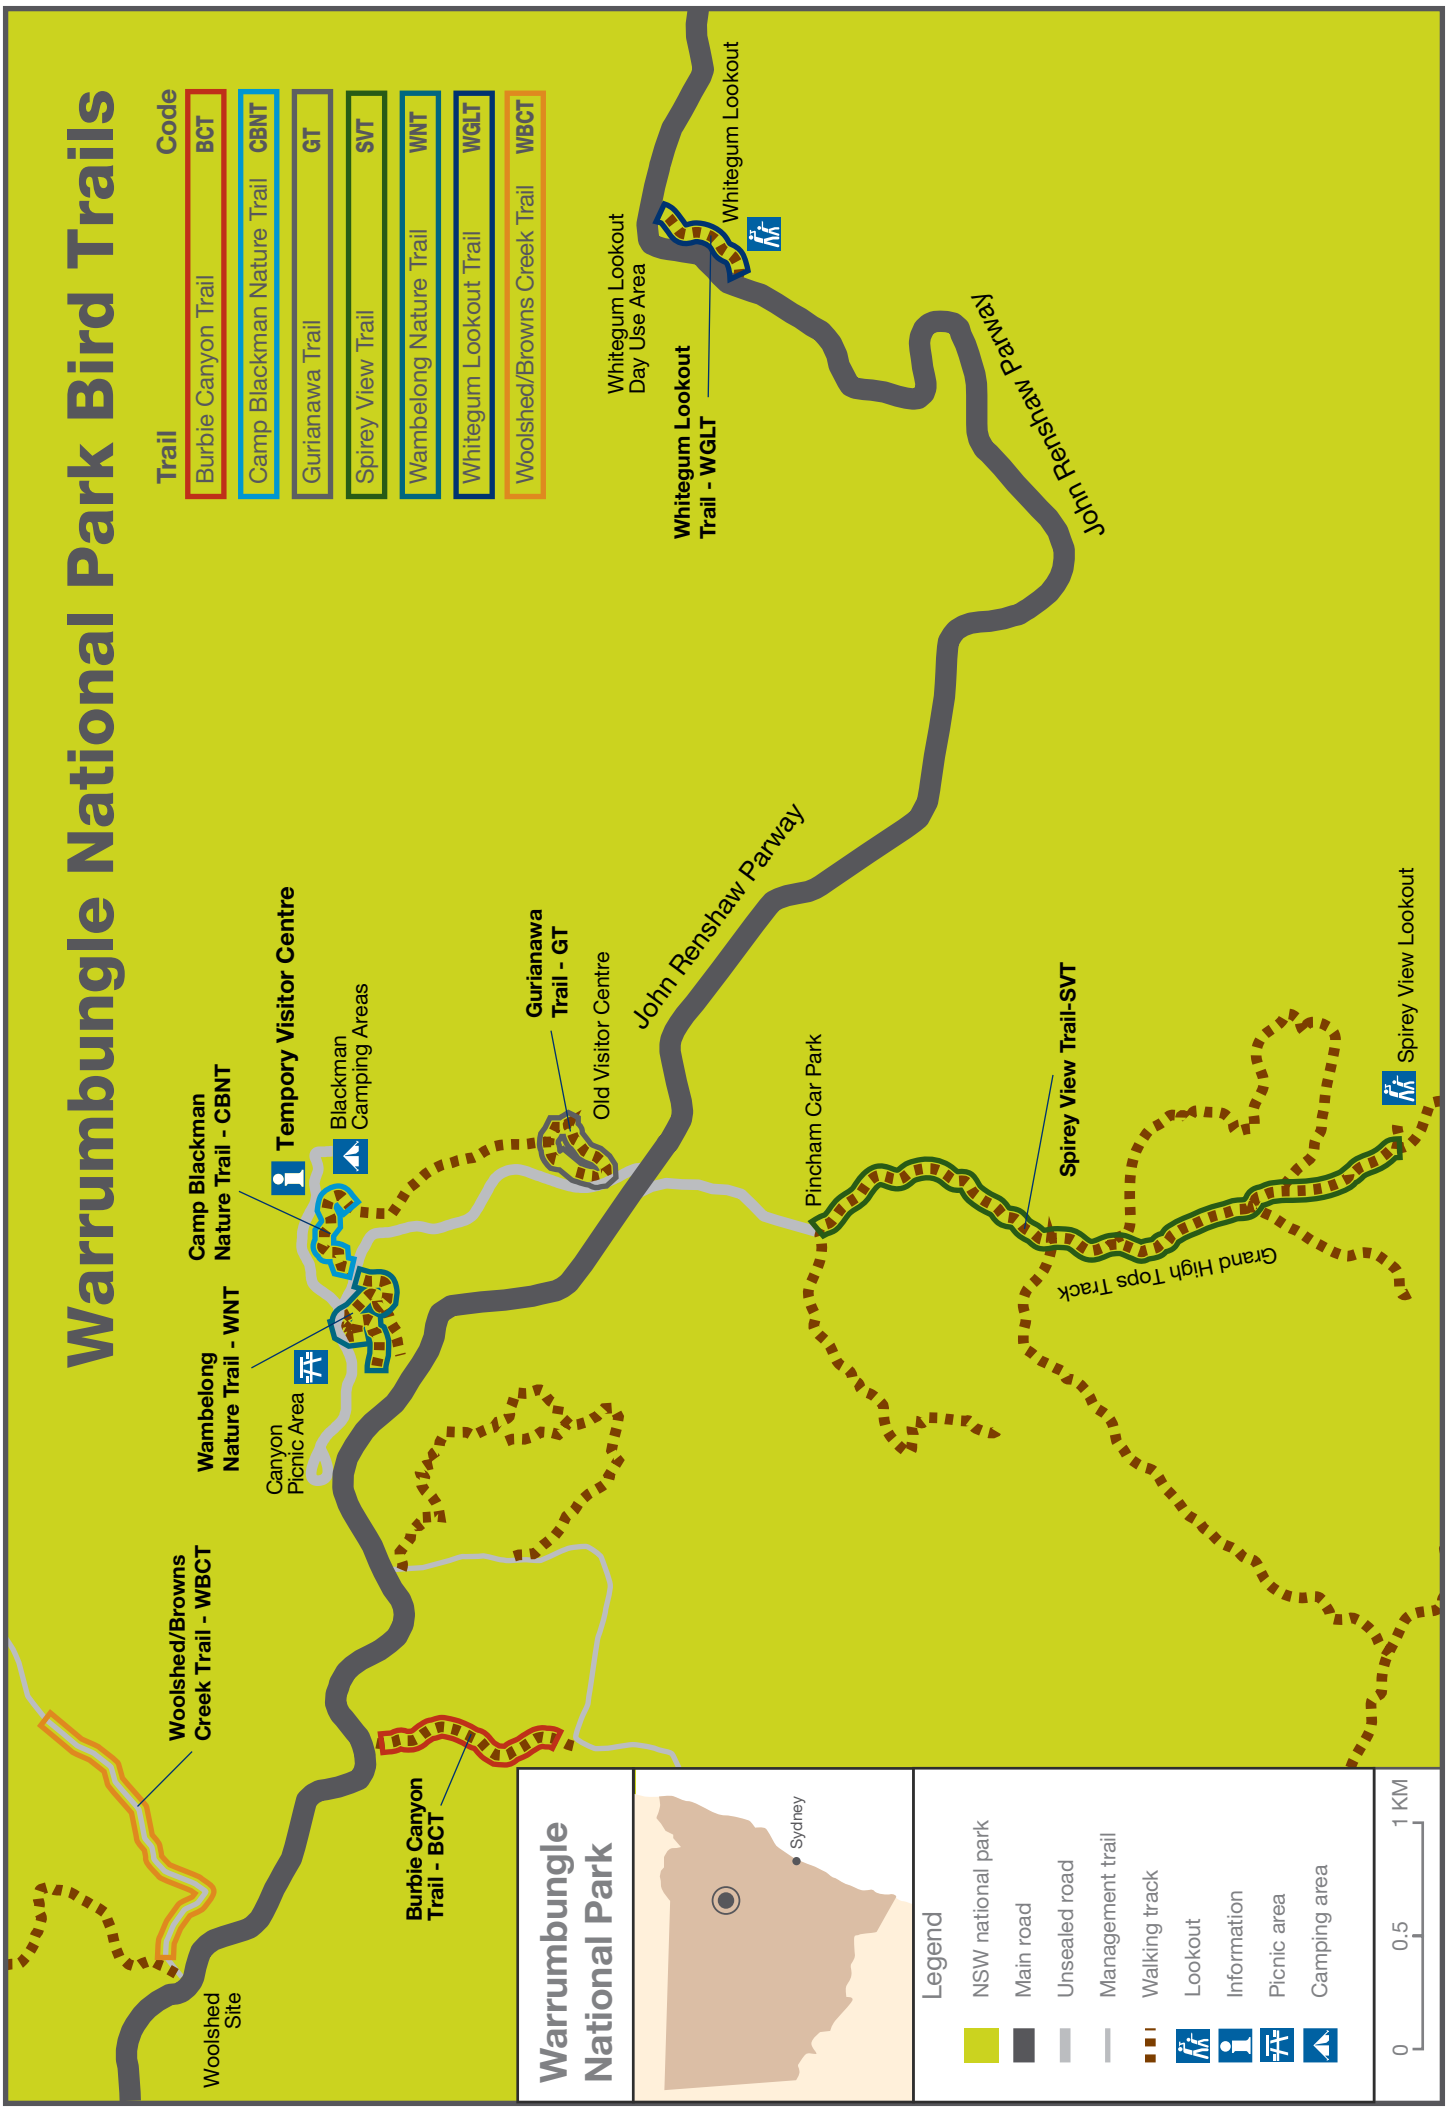 Warrumbungle National Park Bird Trails
Trail Code
Burbie Canyon Trail BCT
Camp Blackman Nature Trail CBNT
Gurianawa Trail GT
Spirey View Trail SVT
Wambelong Nature Trail WNT
Whitegum Lookout Trail WGLT
Woolshed/Browns Creek Trail WBCT
Woolshed/Browns
Creek Trail - WBCT
Woolshed
Site
Wambelong
Nature Trail - WNT
Canyon
Picnic Area
Camp Blackman
Nature Trail - CBNT
Tempory Visitor Centre
Blackman
Camping Areas
Gurianawa
Trail - GT
Old Visitor Centre
John Renshaw Parway
Whitegum Lookout
Day Use Area
Whitegum Lookout
Whitegum Lookout
Trail - WGLT
John Renshaw Parway
Burbie Canyon
Trail - BCT
Pincham Car Park
Spirey View Trail-SVT
Grand High Tops Track
Spirey View Lookout
Warrumbungle
National Park
Sydney
Legend
NSW national park
Main road
Unsealed road
Management trail
Walking track
Lookout
Information
Picnic area
Camping area
0 0.5 1 KM